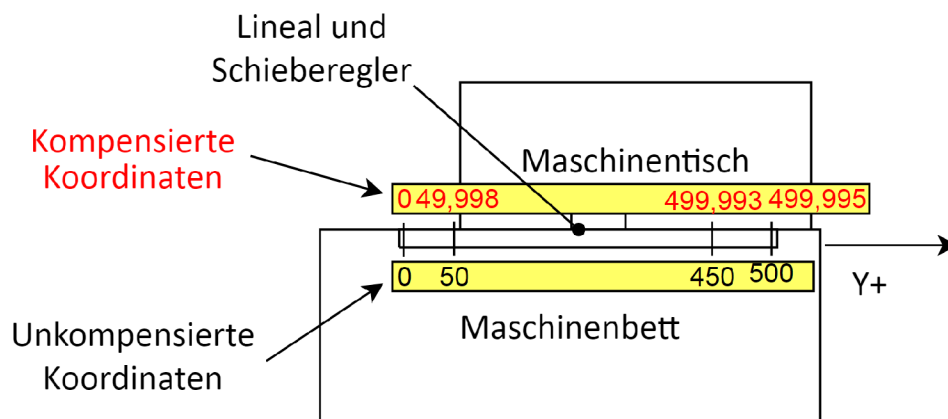 Lineal und
Schieberegler
Kompensierte
Koordinaten
Maschinentisch
0 49,998 499,993 499,995
0 50 450 500
Y+
Unkompensierte
Koordinaten
Maschinenbett